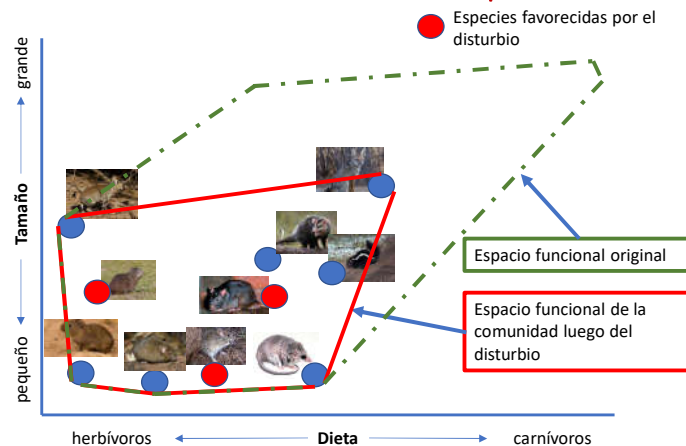 Especies favorecidas por el
disturbio
grande
Tamaño
pequeño
Espacio funcional original
Espacio funcional de la
comunidad luego del
disturbio
herbívoros
Dieta
carnívoros